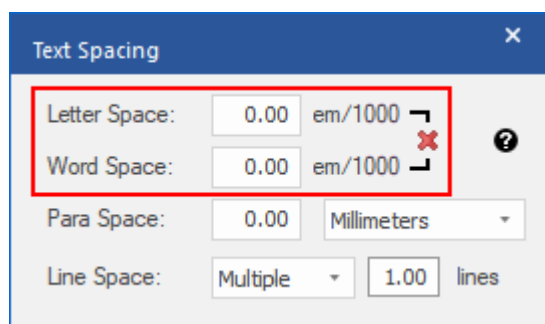 Text Spacing
Letter Space: 0.00 em/1000
Word Space: 0.00 em/1000
Para Space: 0.00 Millimeters
Line Space: Multiple 1.00 lines